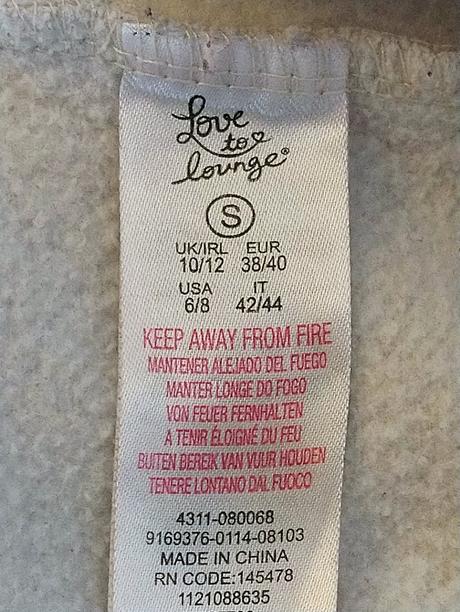 Love
to
lounge®
S
UK/IRL EUR
10/12 38/40
USA IT
6/8 42/44
KEEP AWAY FROM FIRE
MANTENER ALEJADO DEL FUEGO
MANTER LONGE DO FOGO
VON FEUER FERNHALTEN
À TENIR ÉLOIGNÉ DU FEU
BUITEN BEREIK VAN VUUR HOUDEN
TENERE LONTANO DAL FUOCO
4311-080068
9169376-0114-08103
MADE IN CHINA
RN CODE:145478
1121088635